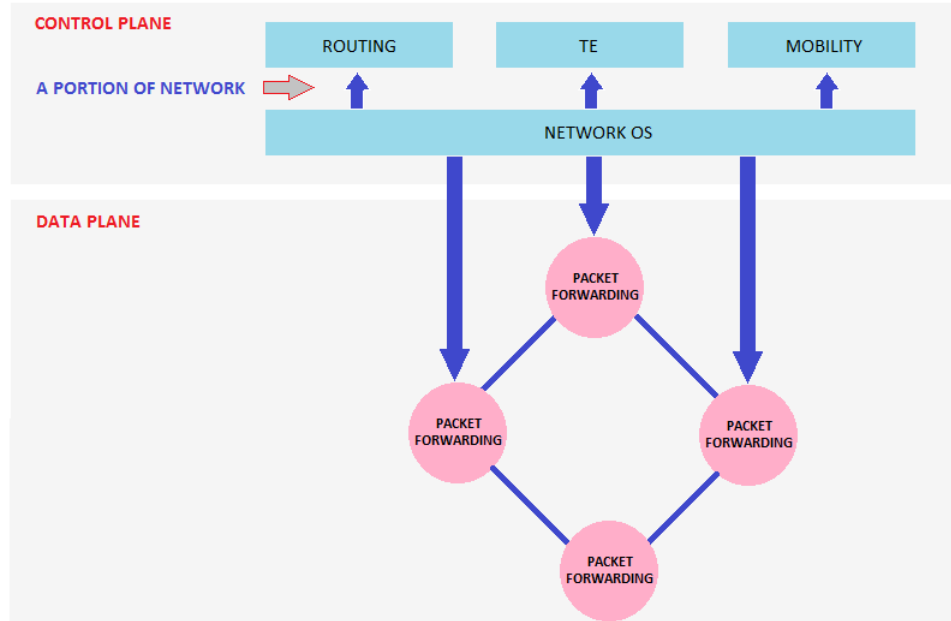 CONTROL PLANE
ROUTING
TE
MOBILITY
A PORTION OF NETWORK
NETWORK OS
DATA PLANE
PACKET
FORWARDING
PACKET
FORWARDING
PACKET
FORWARDING
PACKET
FORWARDING